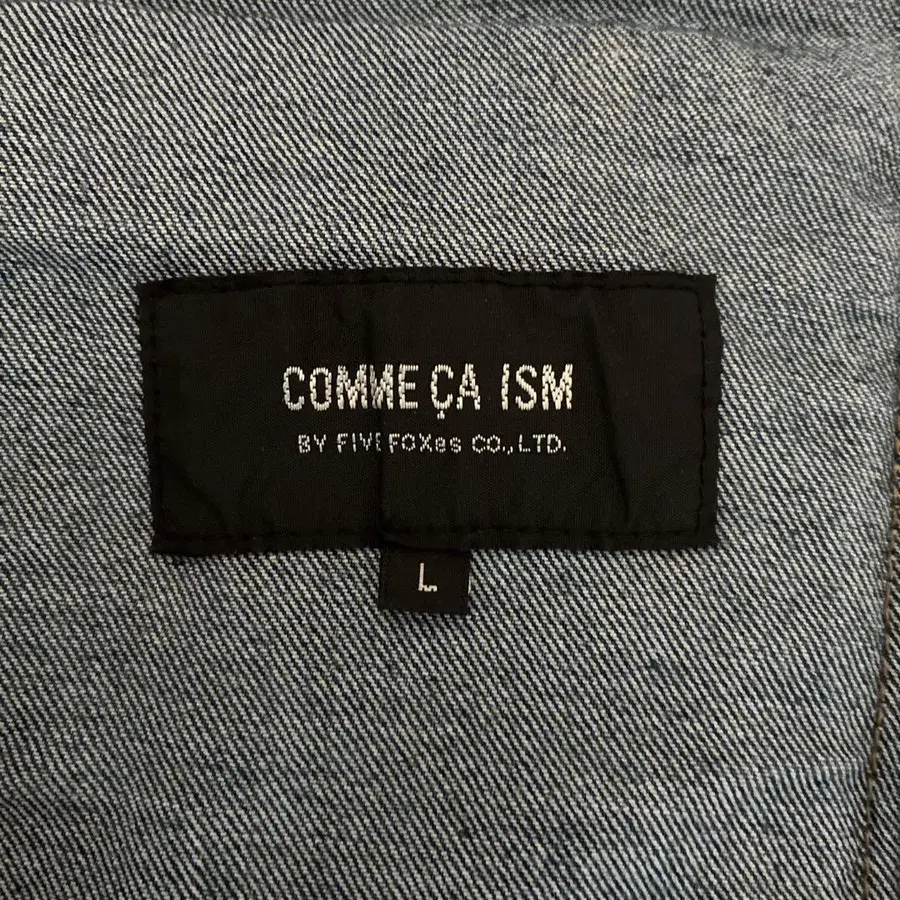 COMME ÇA ISM
BY FIVE FOXes CO., LTD.
L